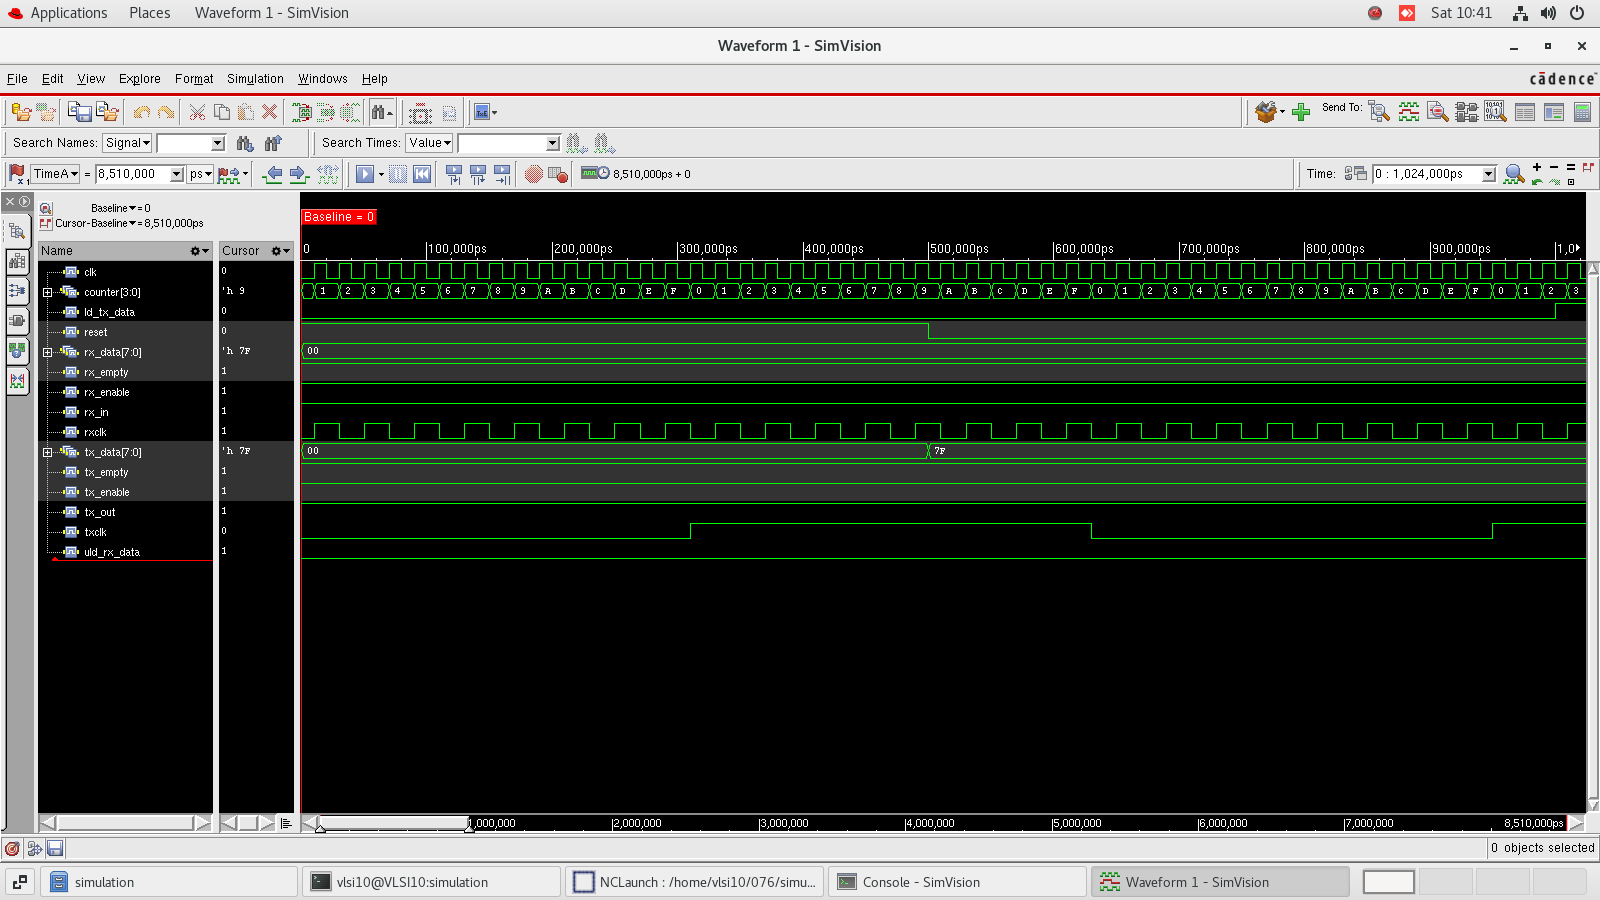 Applications Places Waveform 1 - SimVision Sat 10:41
Waveform 1 - SimVision
File Edit View Explore Format Simulation Windows Help cādence
Send To:
Search Names: Signal Search Times: Value
TimeA = 8,510,000 ps 8,510,000ps + 0 Time: 0 : 1,024,000ps
Baseline = 0
Cursor-Baseline = 8,510,000ps
Baseline = 0
Name Cursor 0 100,000ps 200,000ps 300,000ps 400,000ps 500,000ps 600,000ps 700,000ps 800,000ps 900,000ps 1,0
clk 0
counter[3:0] 'h 9 1 2 3 4 5 6 7 8 9 A B C D E F 0 1 2 3 4 5 6 7 8 9 A B C D E F 0 1 2 3 4 5 6 7 8 9 A B C D E F 0 1 2 3
ld_tx_data 0
reset 0
rx_data[7:0] 'h 7F 00
rx_empty 1
rx_enable 1
rx_in 1
rxclk 1
tx_data[7:0] 'h 7F 00 7F
tx_empty 1
tx_enable 1
tx_out 1
txclk 0
uld_rx_data 1
1,000,000 2,000,000 3,000,000 4,000,000 5,000,000 6,000,000 7,000,000 8,510,000ps
0 objects selected
simulation vlsi10@VLSI10:simulation NCLaunch : /home/vlsi10/076/simu... Console - SimVision Waveform 1 - SimVision